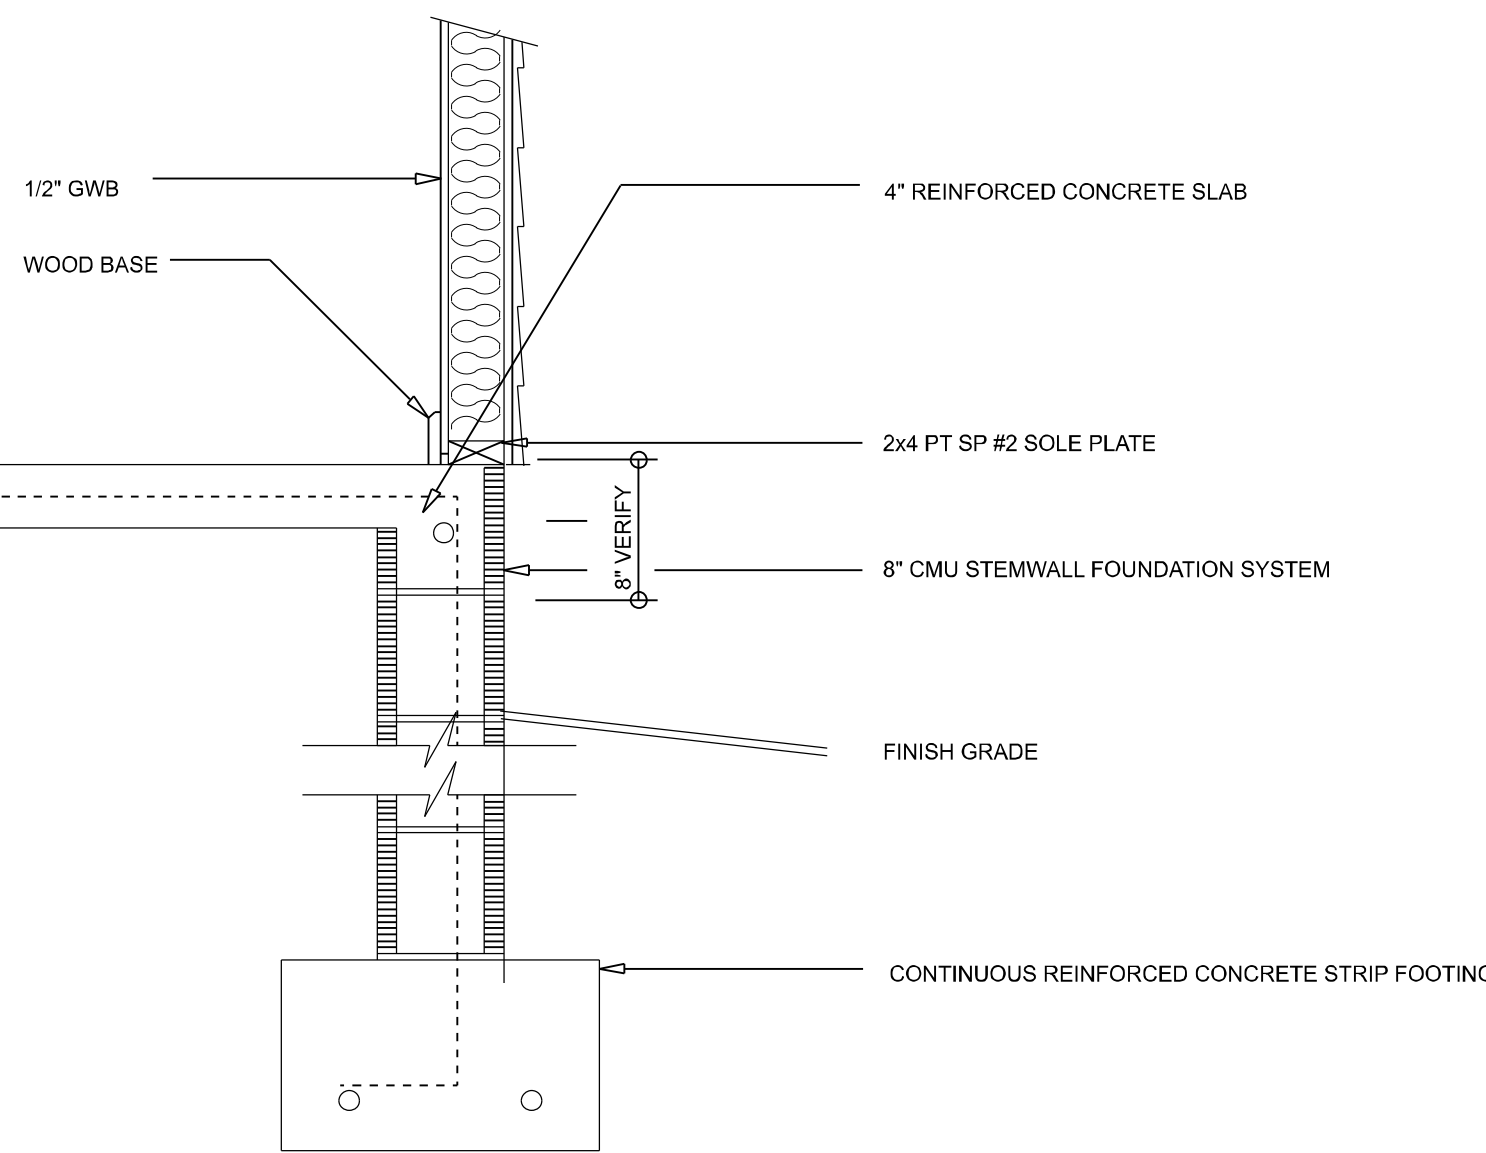 1/2" GWB
4" REINFORCED CONCRETE SLAB
WOOD BASE
2x4 PT SP #2 SOLE PLATE
8" VERIFY
8" CMU STEMWALL FOUNDATION SYSTEM
FINISH GRADE
CONTINUOUS REINFORCED CONCRETE STRIP FOOTING